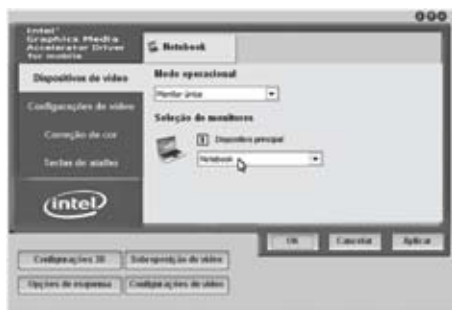 Intel®
Graphics Media
Accelerator Driver
for mobile
Notebook
Dispositivos de vídeo
Modo operacional
Monitor único
Configurações de vídeo
Seleção de monitores
Correção de cor
1 Dispositivo principal
Notebook
Teclas de atalho
intel
OK
Cancelar
Aplicar
Configurações 3D
Sobreposição de vídeo
Opções de esquema
Configurações de vídeo